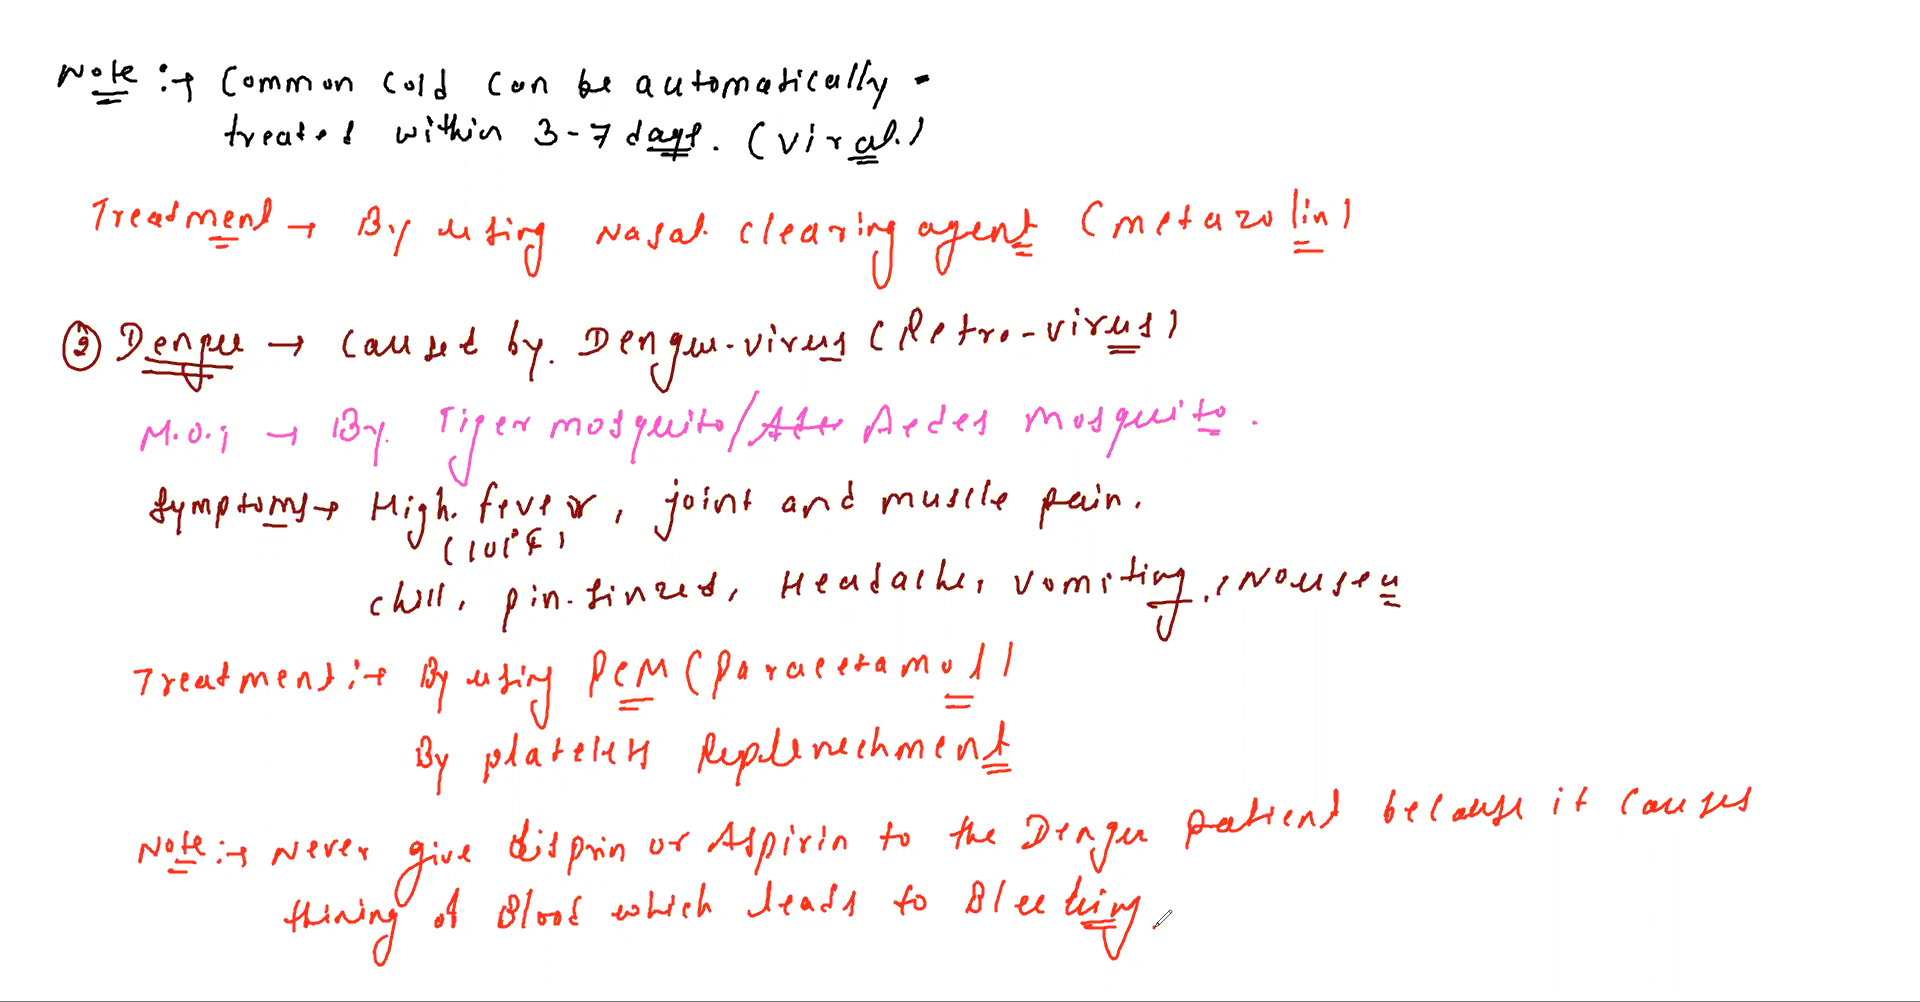 Note :→ Common cold can be automatically
treated within 3-7 days. (viral)
Treatment → By using Nasal clearing agent (metazolin)
② Dengue → caused by Dengue-virus (Retro-virus)
M.O.I → By Tiger mosquito/ Aedes Mosquito.
Symptoms → High fever, joint and muscle pain.
(101°F)
chill, Headache, vomiting, Nousea
Treatment :→ By using PCM (Paracetamol)
By platelets Replenechment
Note :→ Never give disprin or Aspirin to the Dengue patient because it causes
thining of Blood which leads to Bleeding.